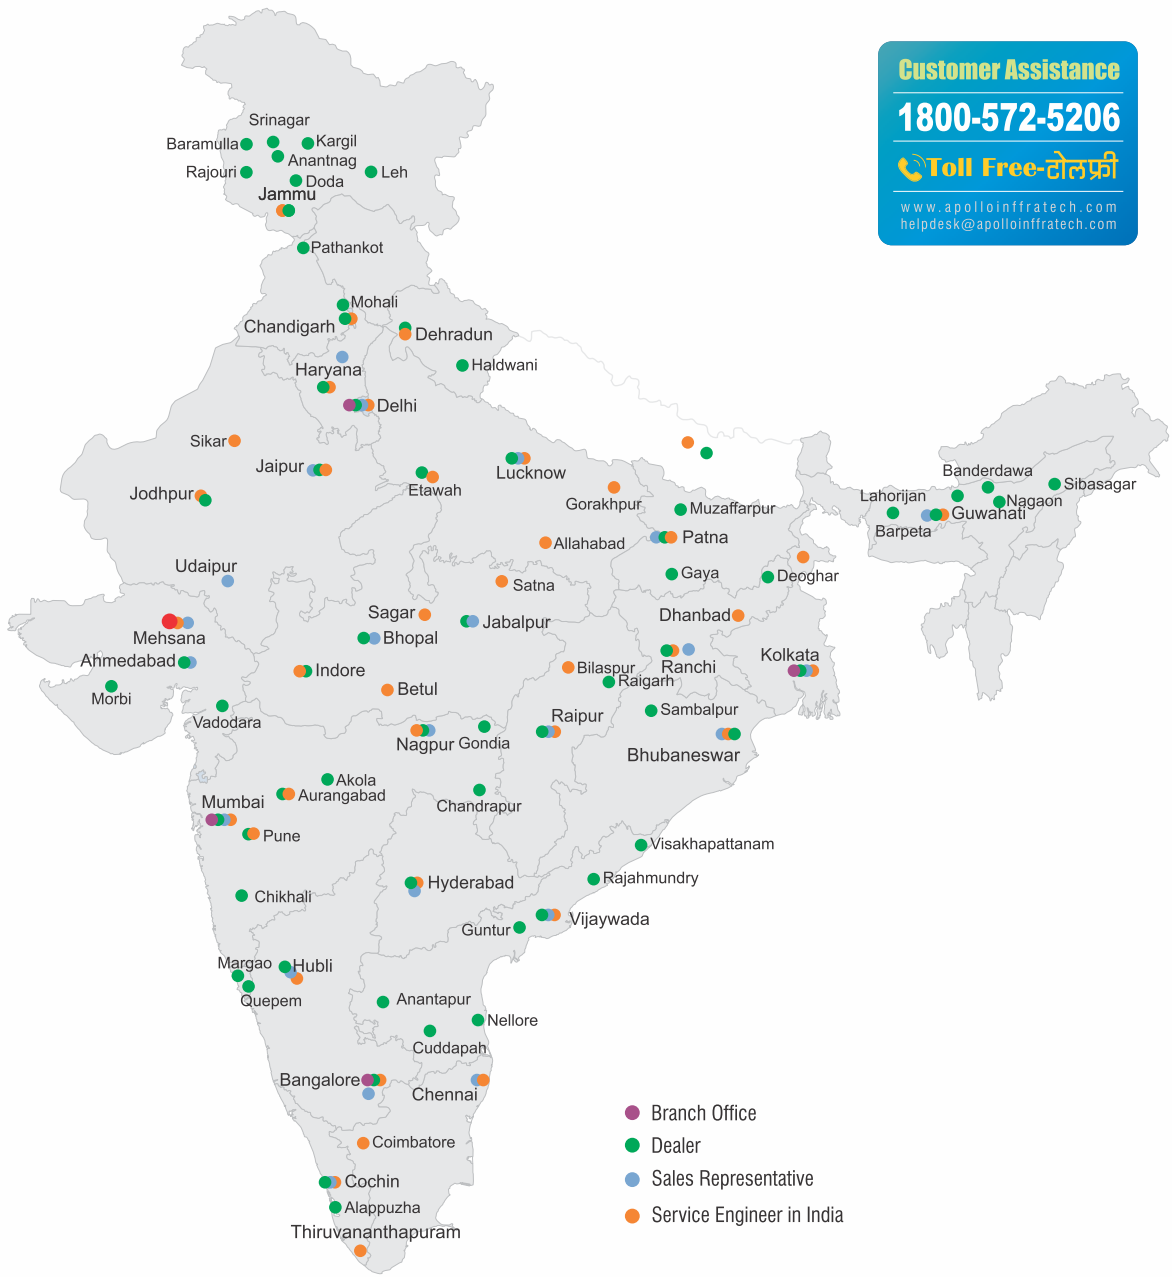 Customer Assistance
1800-572-5206
Toll Free-टोलफ्री
www.apolloinffratech.com
helpdesk@apolloinffratech.com
Srinagar
Baramulla
Kargil
Anantnag
Rajouri
Leh
Doda
Jammu
Pathankot
Mohali
Chandigarh
Dehradun
Haldwani
Haryana
Delhi
Sikar
Jaipur
Lucknow
Etawah
Jodhpur
Gorakhpur
Muzaffarpur
Banderdawa
Sibasagar
Lahorijan
Nagaon
Guwahati
Barpeta
Patna
Allahabad
Udaipur
Gaya
Deoghar
Satna
Sagar
Jabalpur
Dhanbad
Mehsana
Bhopal
Ahmedabad
Indore
Bilaspur
Ranchi
Kolkata
Raigarh
Morbi
Betul
Sambalpur
Vadodara
Raipur
Nagpur
Gondia
Bhubaneswar
Akola
Aurangabad
Mumbai
Chandrapur
Pune
Visakhapattanam
Hyderabad
Rajahmundry
Chikhali
Vijaywada
Guntur
Margao
Hubli
Quepem
Anantapur
Nellore
Cuddapah
Bangalore
Chennai
Coimbatore
Cochin
Alappuzha
Thiruvananthapuram
Branch Office
Dealer
Sales Representative
Service Engineer in India